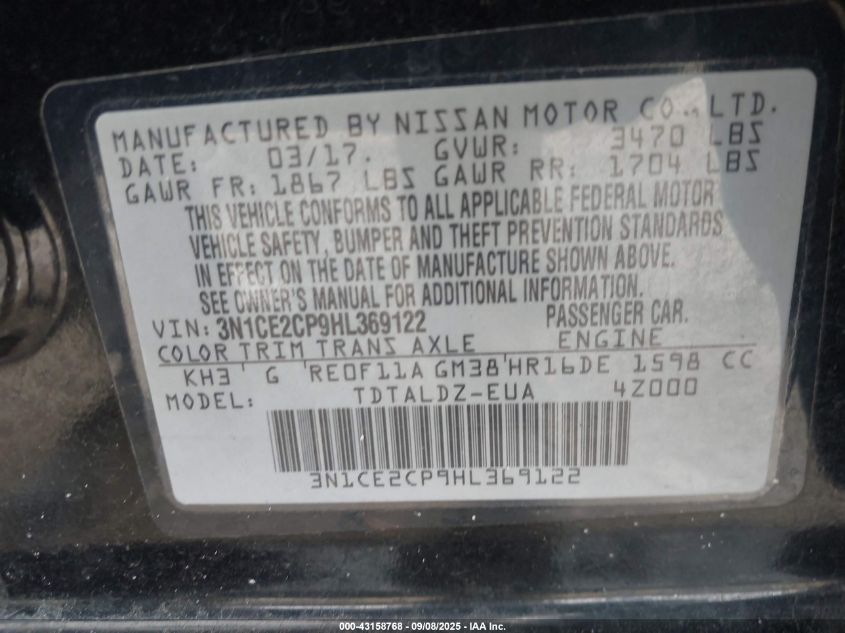 MANUFACTURED BY NISSAN MOTOR CO., LTD.
DATE: 03/17. GVWR: 3470 LBS
GAWR FR: 1867 LBS GAWR RR: 1704 LBS
THIS VEHICLE CONFORMS TO ALL APPLICABLE FEDERAL MOTOR
VEHICLE SAFETY, BUMPER AND THEFT PREVENTION STANDARDS
IN EFFECT ON THE DATE OF MANUFACTURE SHOWN ABOVE.
SEE OWNER'S MANUAL FOR ADDITIONAL INFORMATION.
VIN: 3N1CE2CP9HL369122 PASSENGER CAR.
COLOR TRIM TRANS AXLE ENGINE
KH3 G RE0F11A GM38 HR16DE 1598 CC
MODEL: TDTALDZ-EUA 4Z000
3N1CE2CP9HL369122
000-43158768 - 09/08/2025 - IAA Inc.